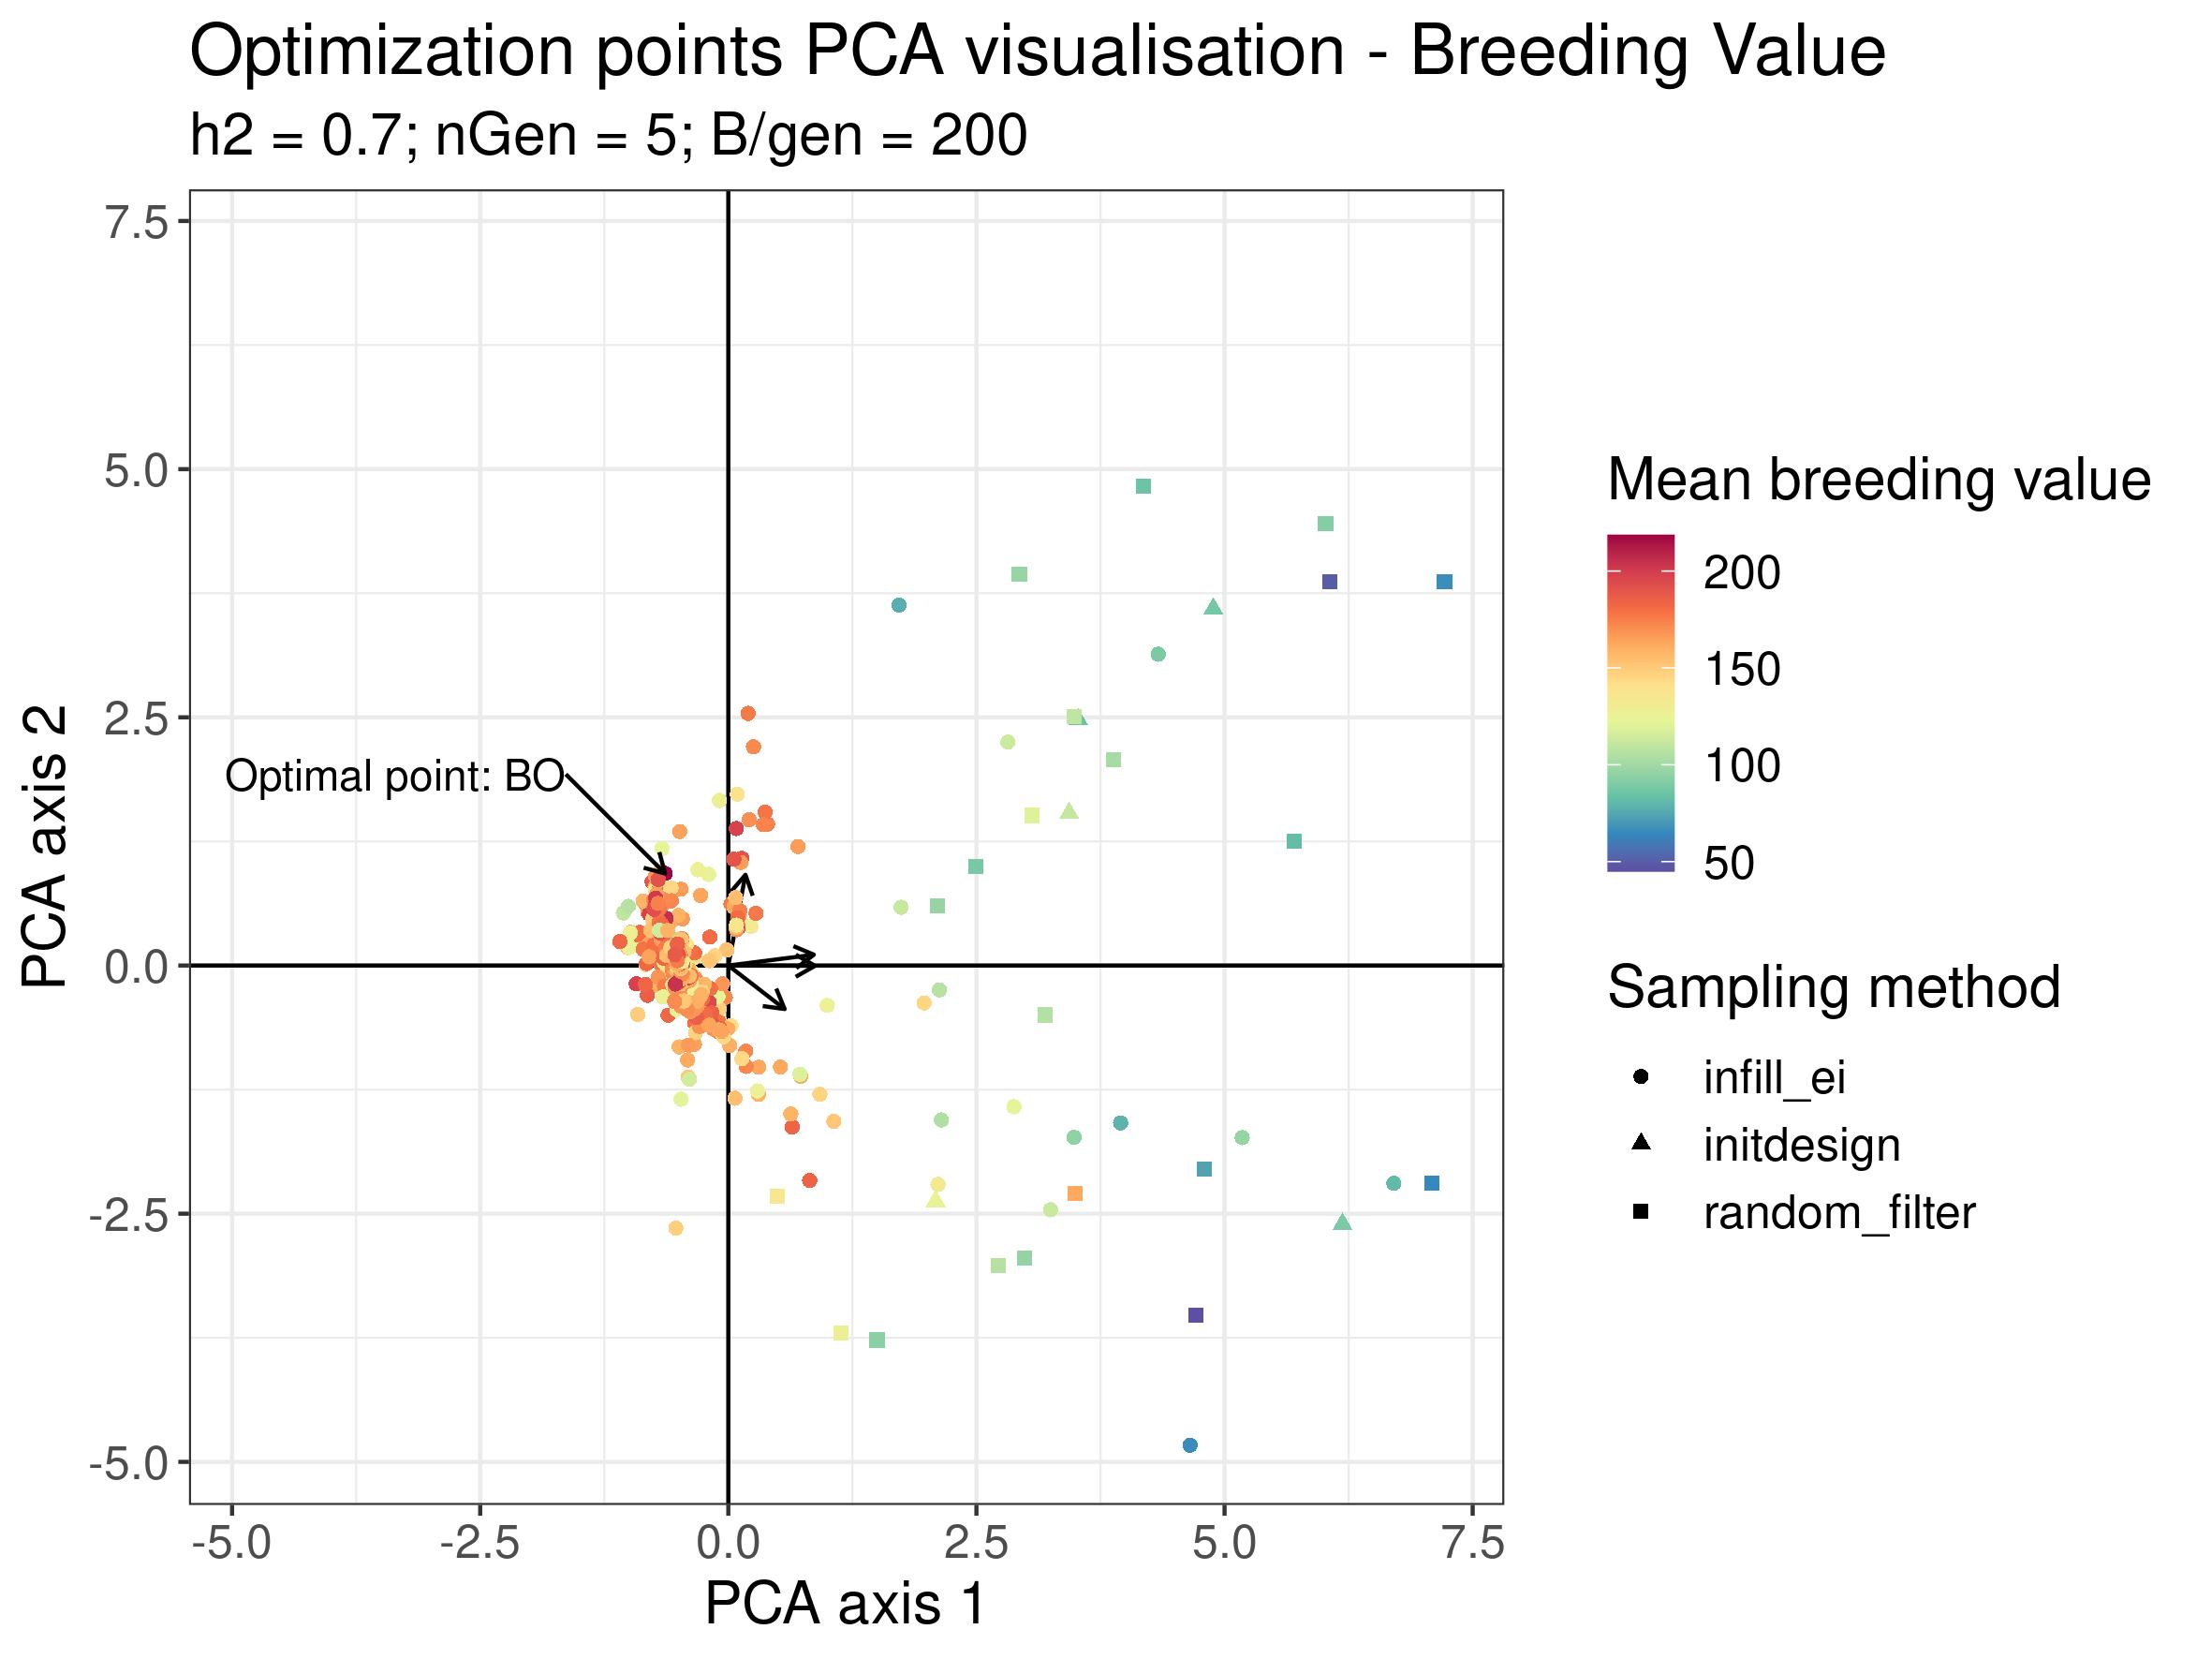 Optimization points PCA visualisation - Breeding Value
h2 = 0.7; nGen = 5; B/gen = 200
7.5
5.0
2.5
0.0
-2.5
-5.0
PCA axis 2
Optimal point: BO
-5.0 -2.5 0.0 2.5 5.0 7.5
PCA axis 1
Mean breeding value
200
150
100
50
Sampling method
infill_ei
initdesign
random_filter